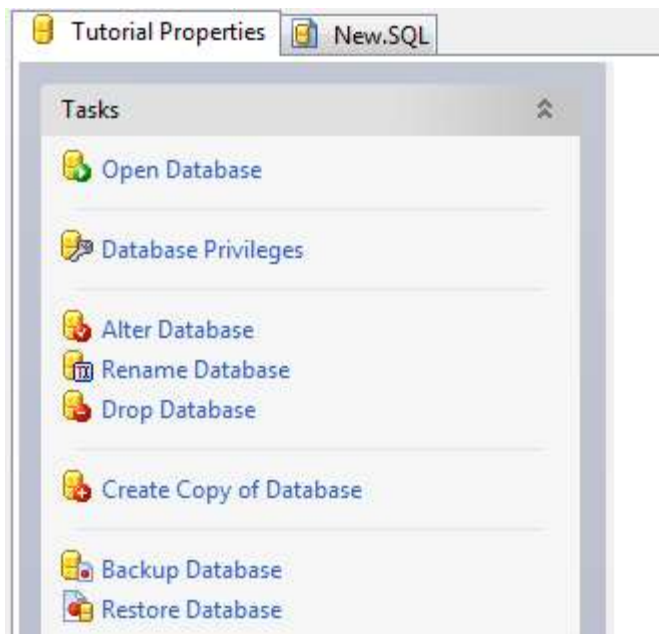 Tutorial Properties New.SQL
Tasks
Open Database
Database Privileges
Alter Database
Rename Database
Drop Database
Create Copy of Database
Backup Database
Restore Database